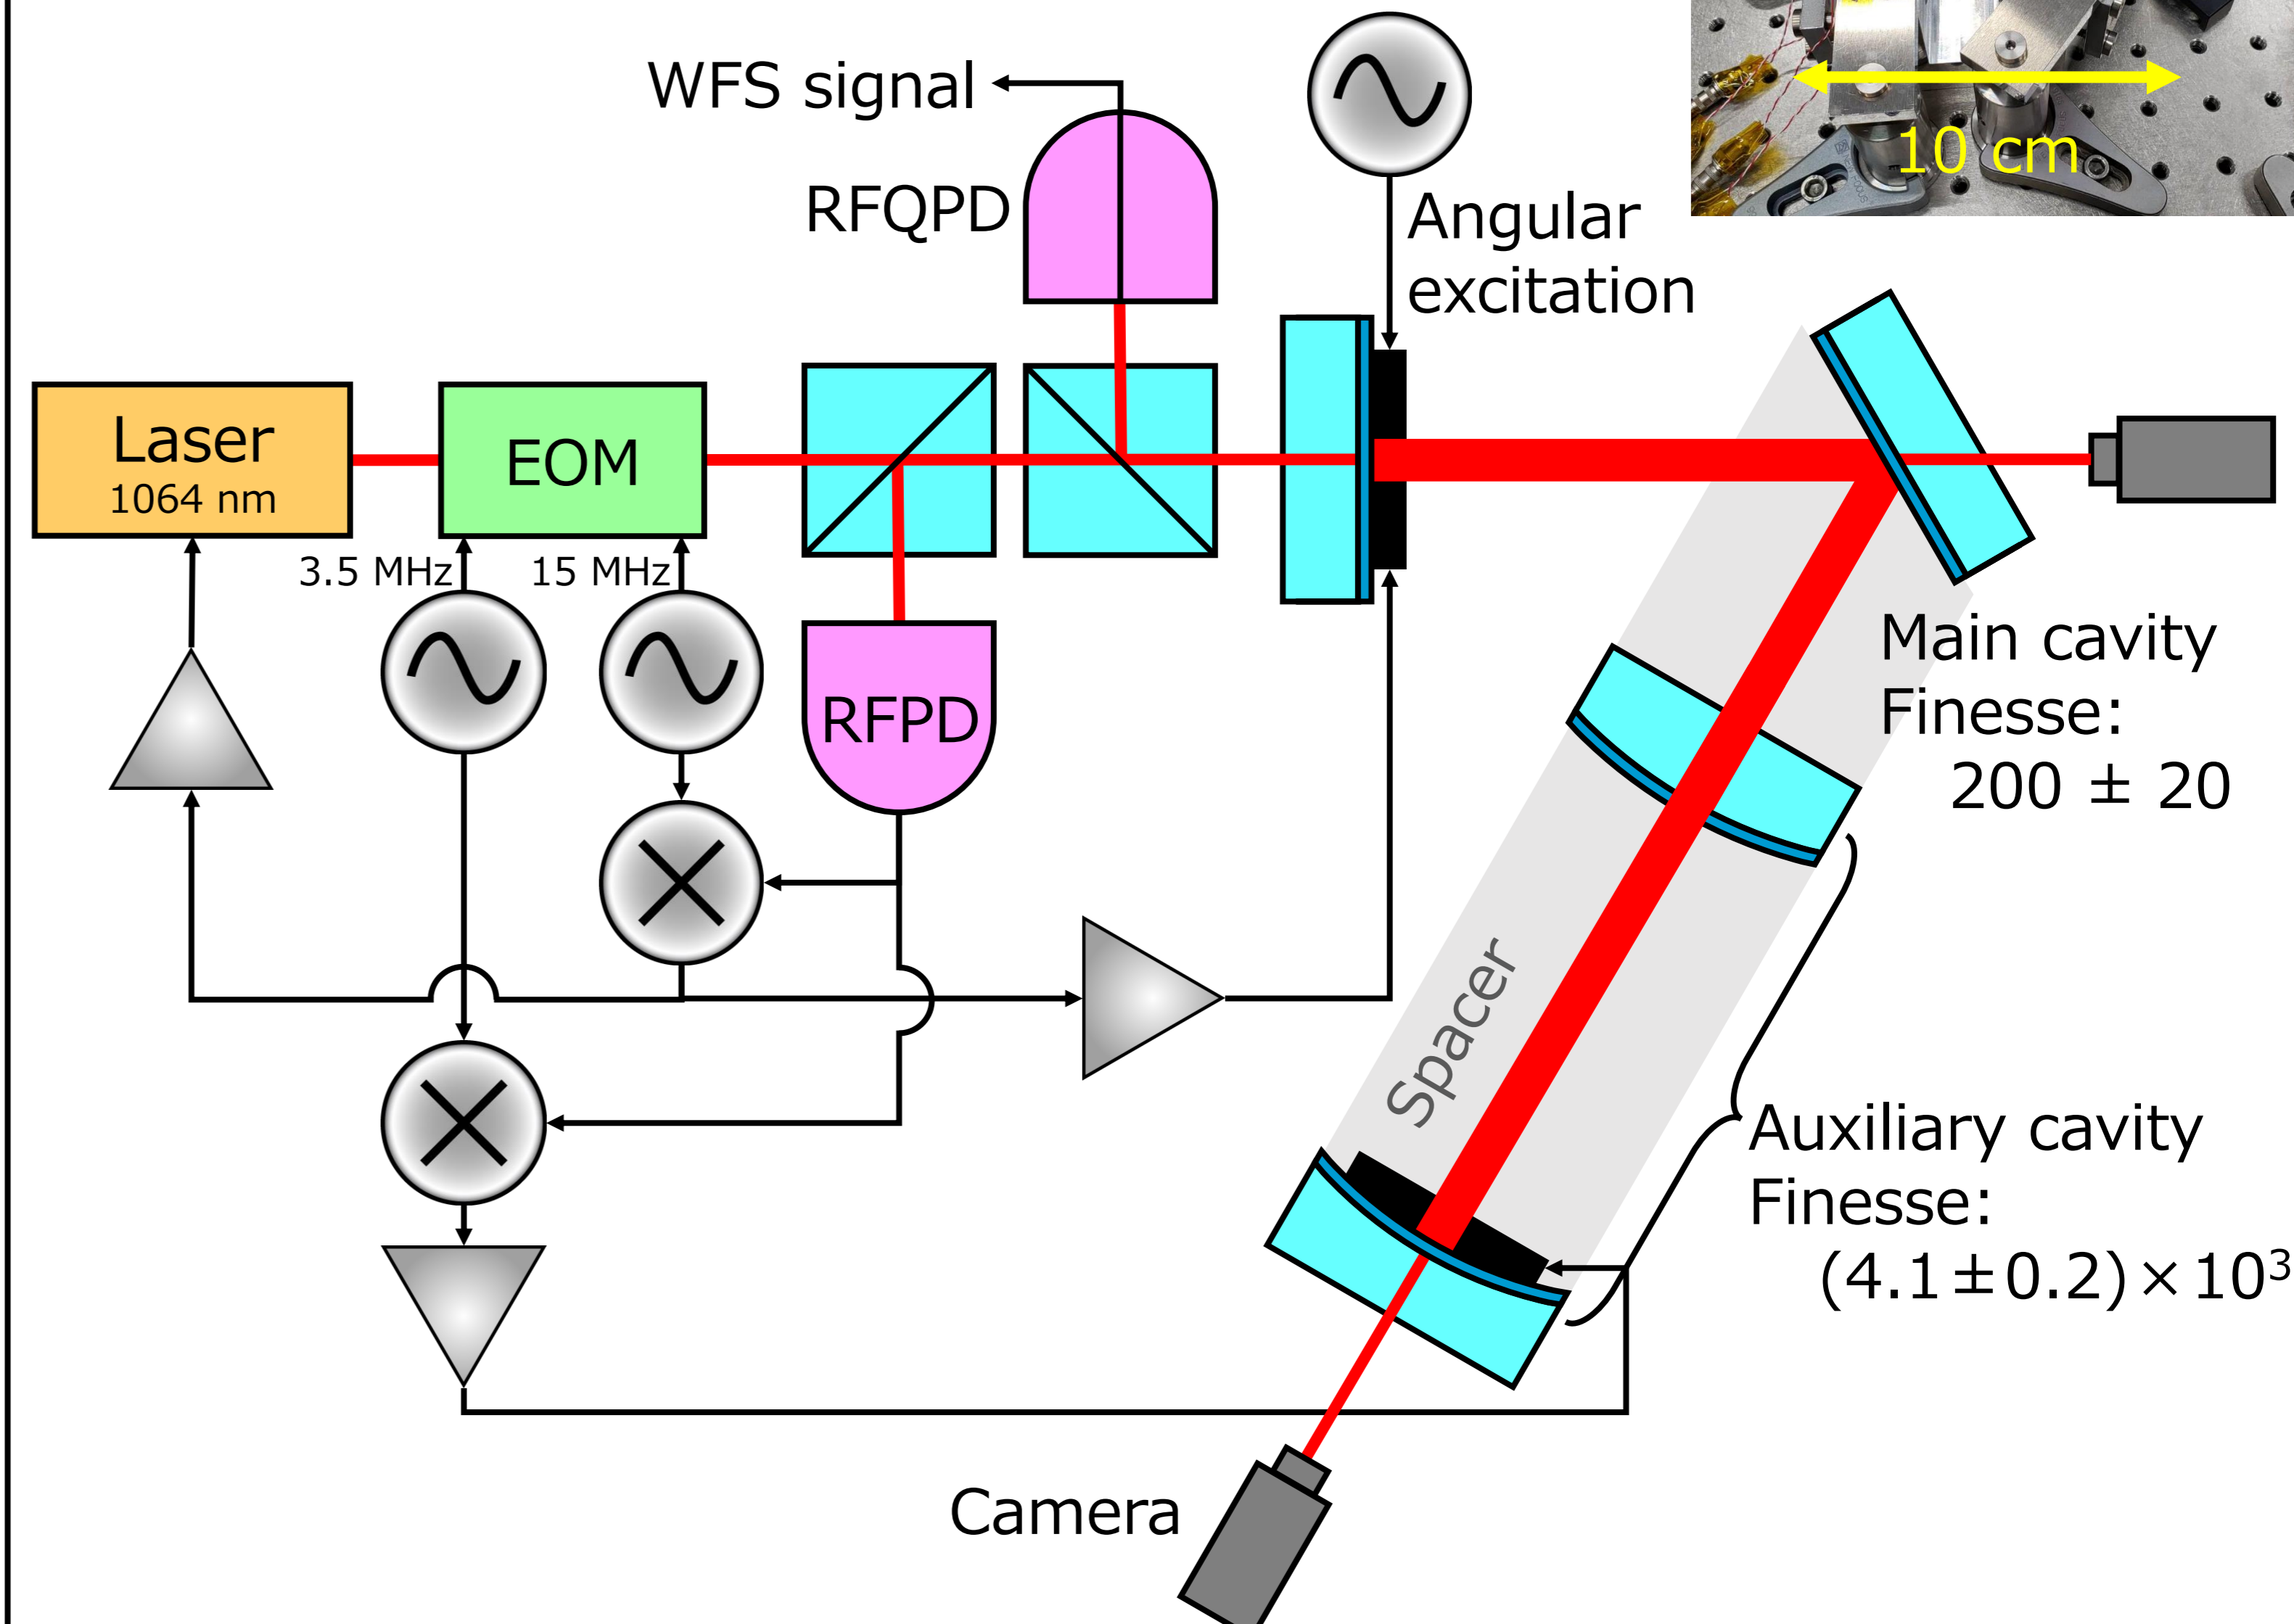 WFS signal
RFQPD
10 cm
Angular
excitation
Laser
1064 nm
EOM
3.5 MHz
15 MHz
RFPD
Main cavity
Finesse:
200 ± 20
Spacer
Auxiliary cavity
Finesse:
(4.1±0.2)×10³
Camera